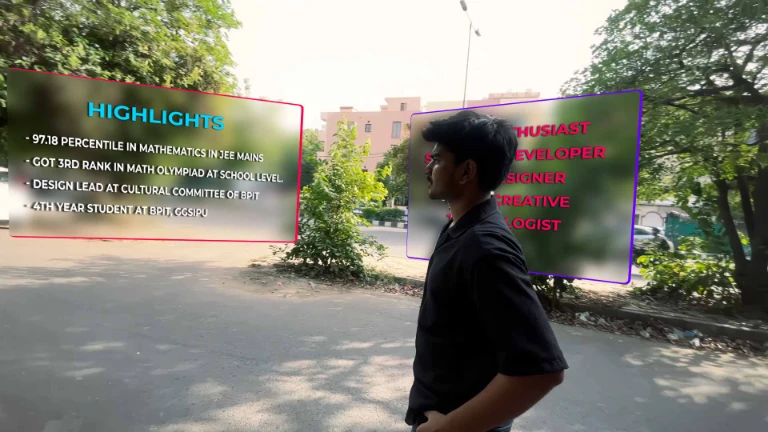 HIGHLIGHTS
- 97.18 PERCENTILE IN MATHEMATICS IN JEE MAINS
- GOT 3RD RANK IN MATH OLYMPIAD AT SCHOOL LEVEL.
- DESIGN LEAD AT CULTURAL COMMITTEE OF BPIT
- 4TH YEAR STUDENT AT BPIT, GGSIPU
CREATIVE